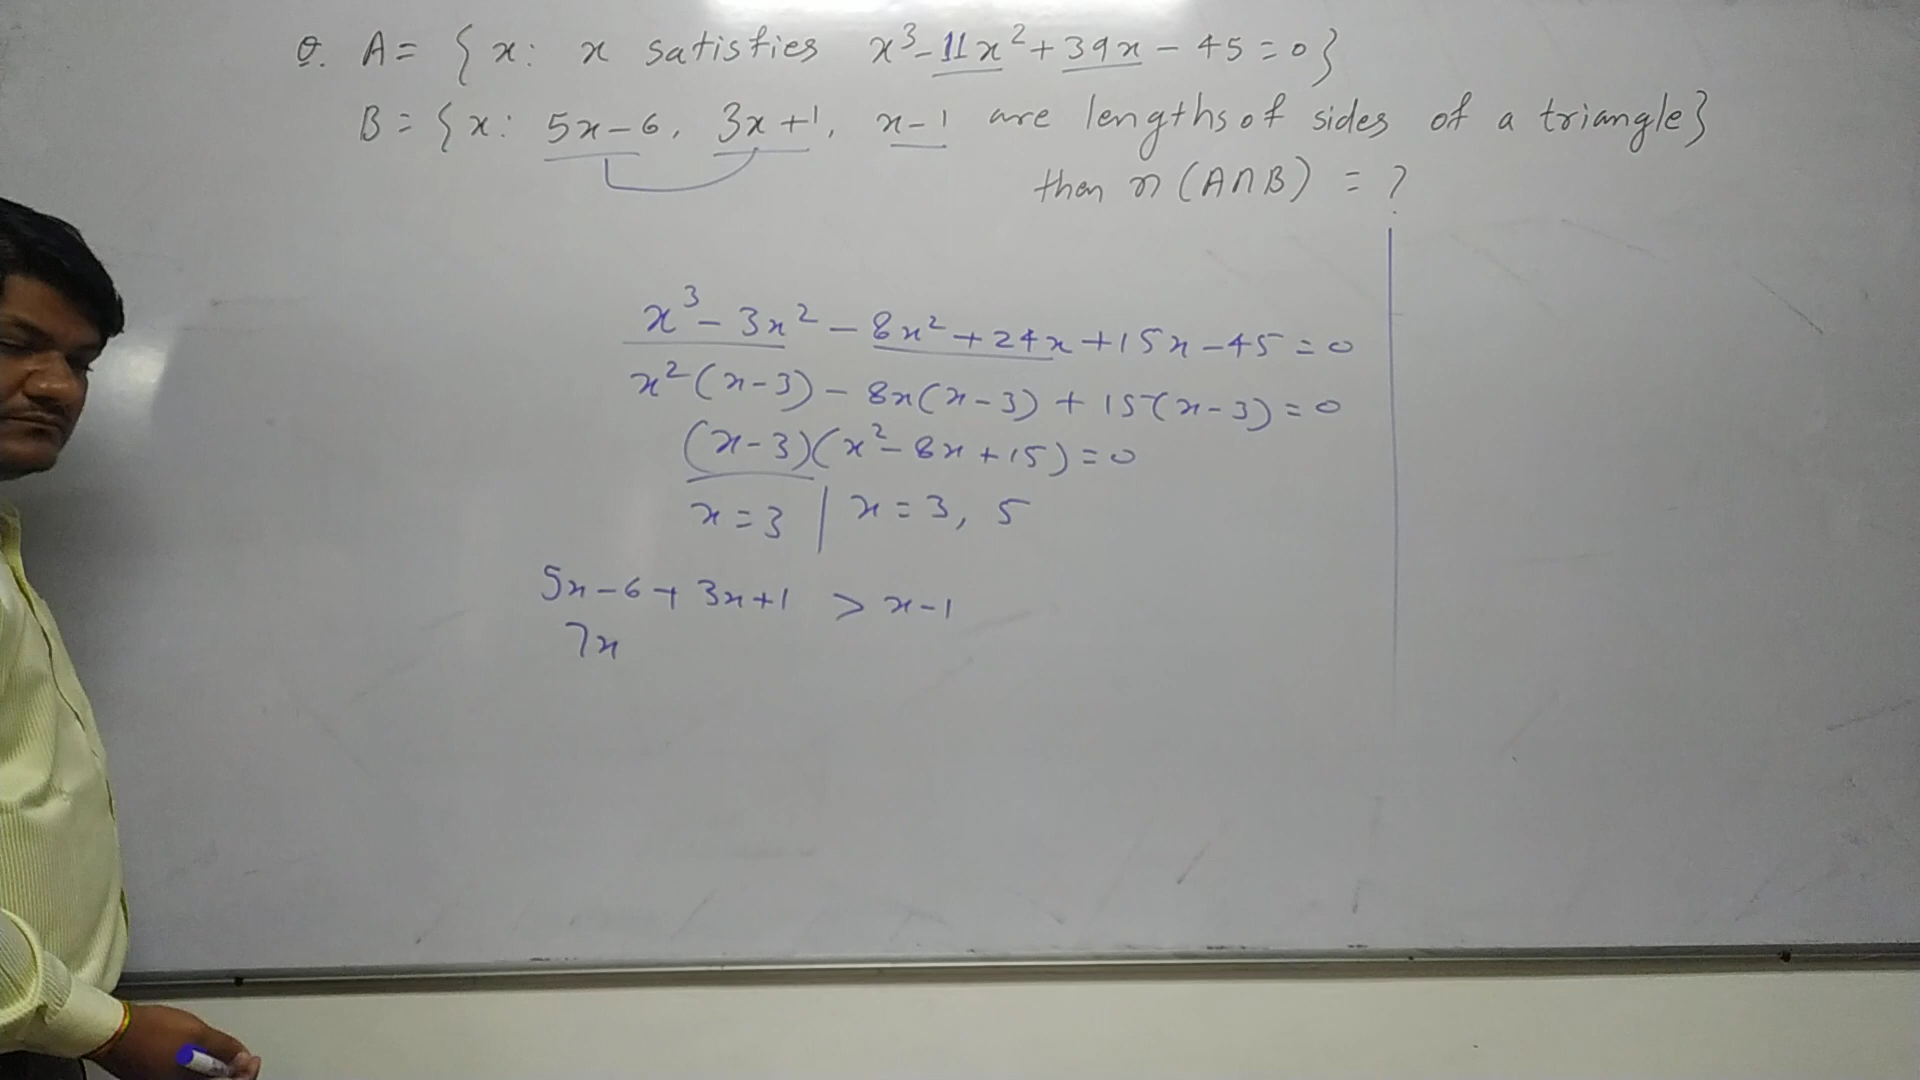 Q. A = { x : x satisfies x³ - 11x² + 39x - 45 = 0 }
B = { x : 5x-6, 3x+1, x-1 are lengths of sides of a triangle }
then n (A∩B) = ?
x³ - 3x² - 8x² + 24x + 15x - 45 = 0
x² (x-3) - 8x (x-3) + 15 (x-3) = 0
(x-3) (x² - 8x + 15) = 0
x = 3 | x = 3, 5
5x-6 + 3x+1 > x-1
7x